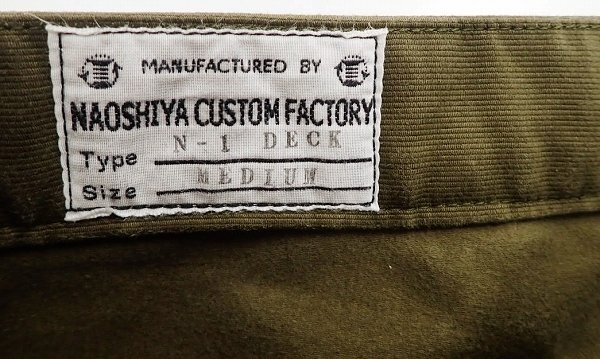 MANUFACTURED BY
NAOSHIYA CUSTOM FACTORY
Type N-1 DECK
Size MEDIUM